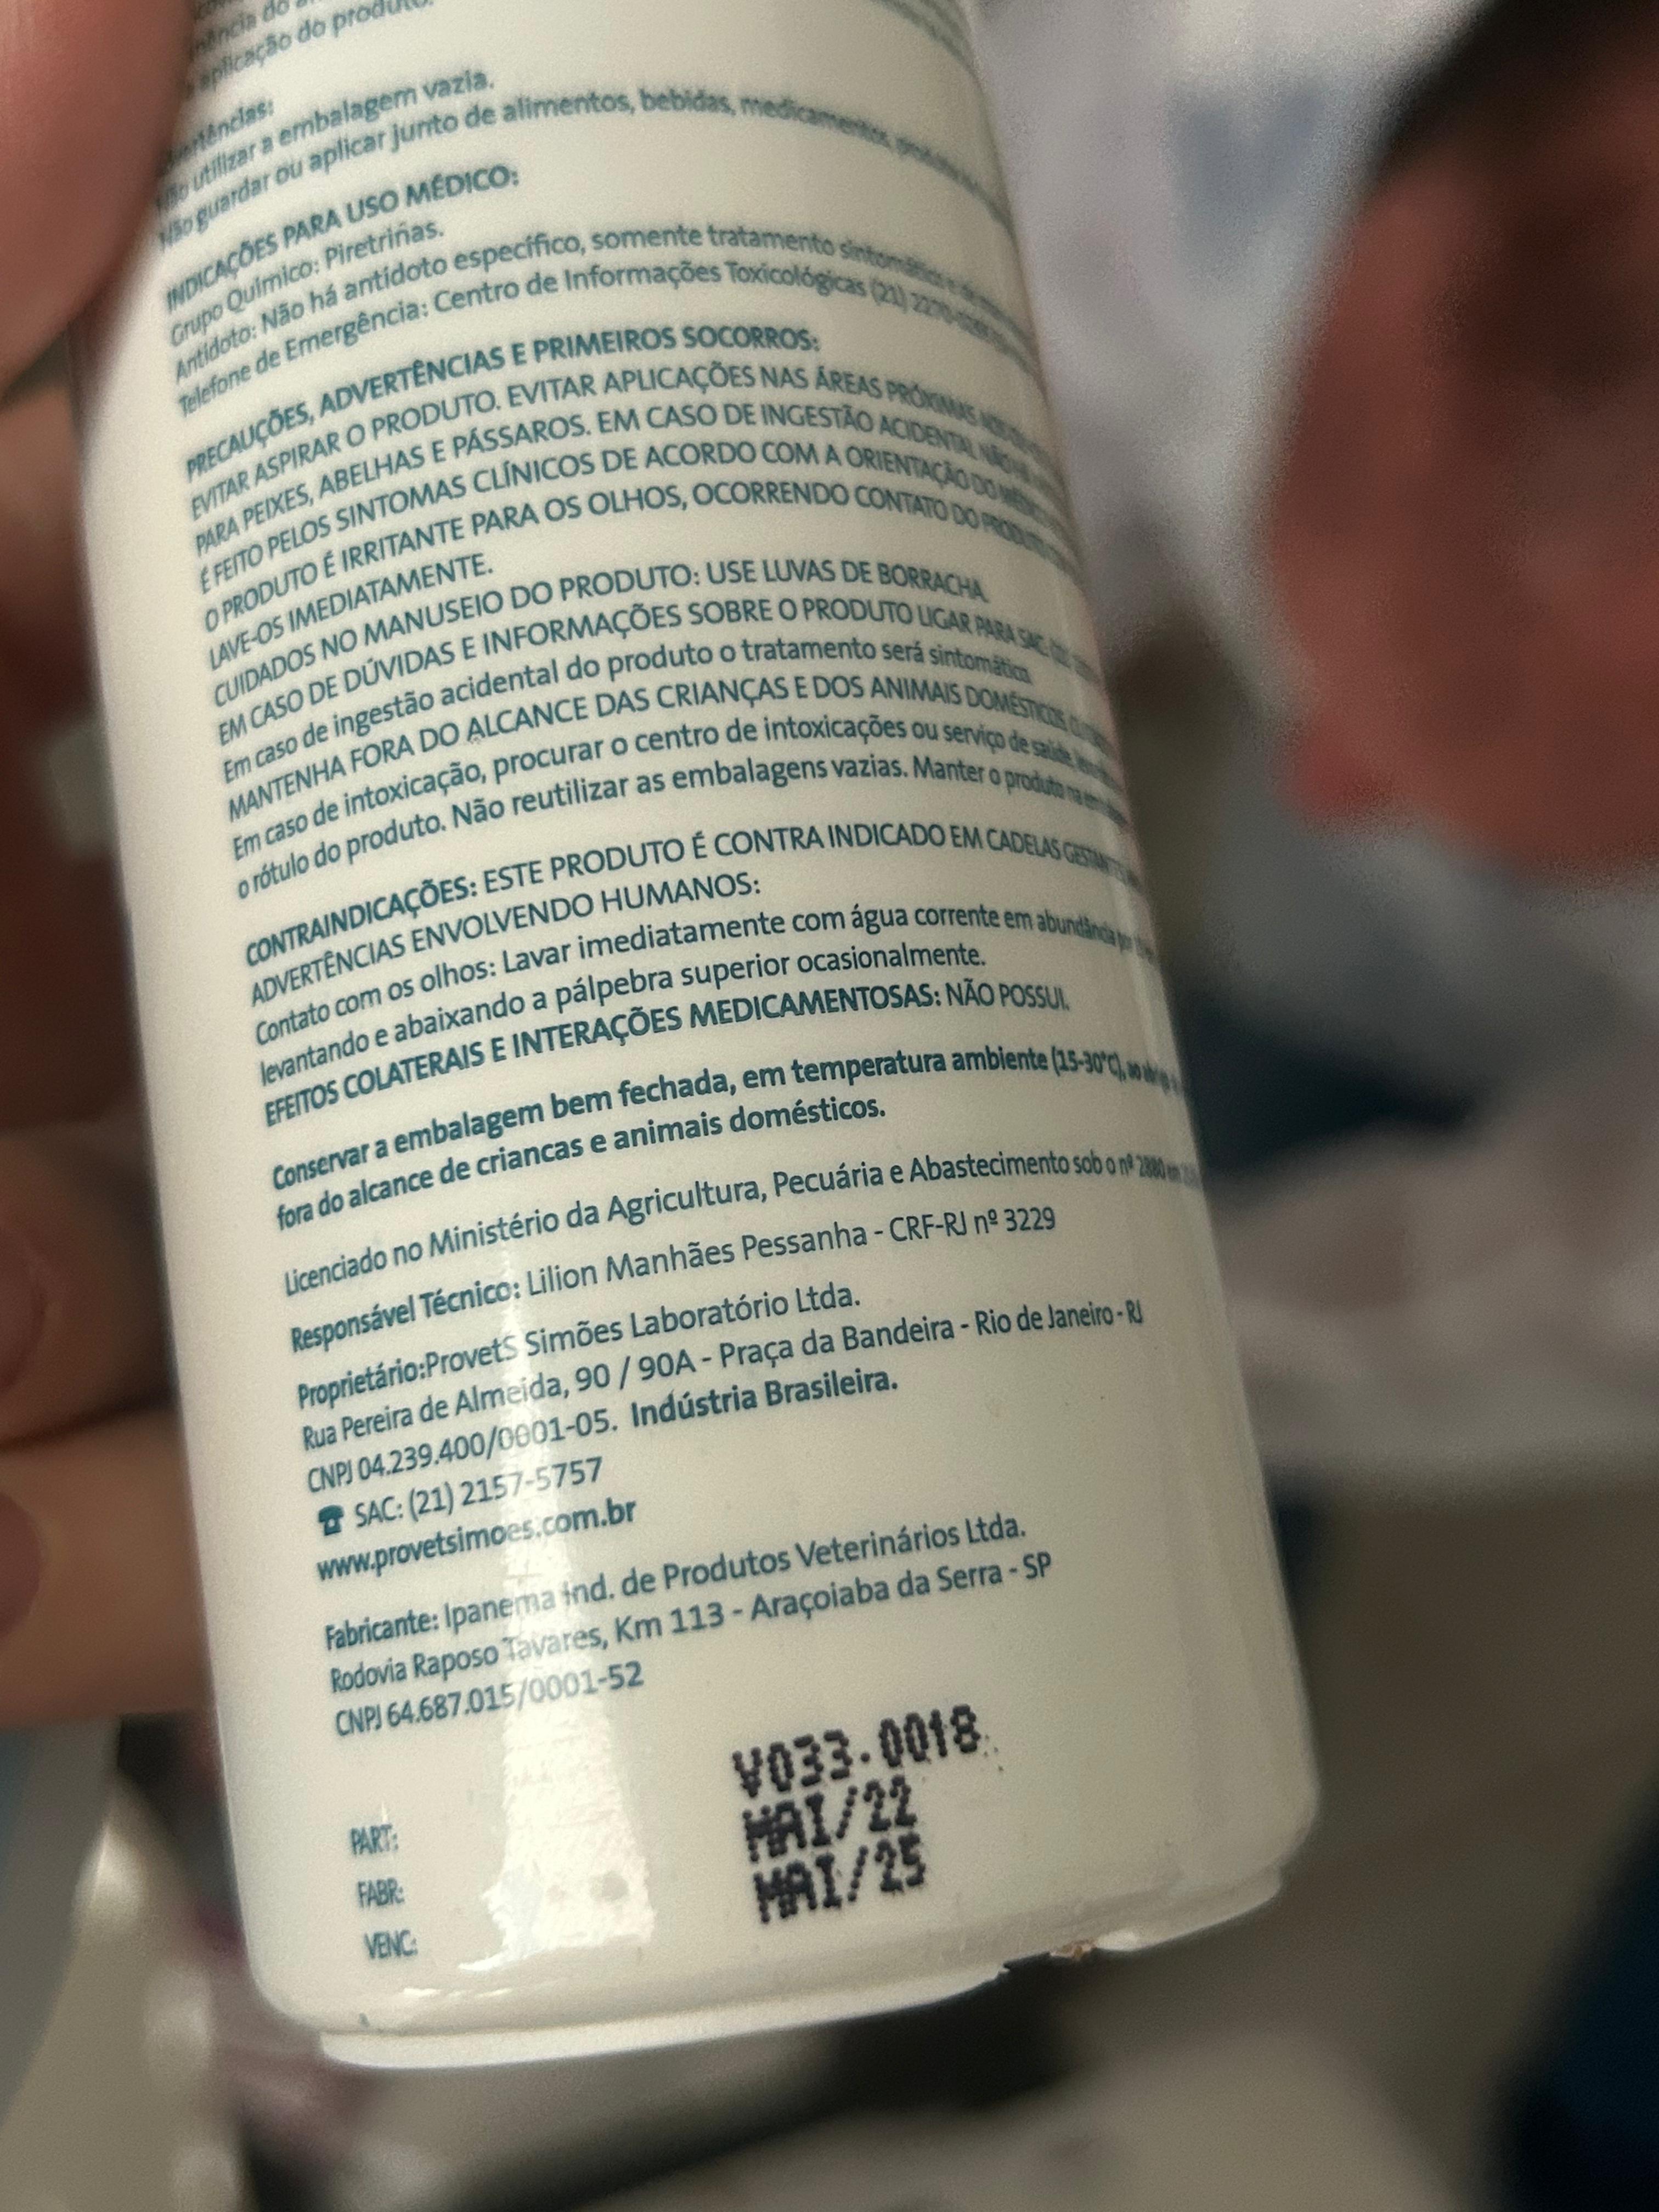 aplicação do produto.
Não utilizar a embalagem vazia.
Não guardar ou aplicar junto de alimentos, bebidas, medicamentos,
INDICAÇÕES PARA USO MÉDICO:
Grupo Químico: Piretrinas.
Antídoto: Não há antídoto específico, somente tratamento sintomático e de
Telefone de Emergência: Centro de Informações Toxicológicas (21)
PRECAUÇÕES, ADVERTÊNCIAS E PRIMEIROS SOCORROS:
EVITAR ASPIRAR O PRODUTO. EVITAR APLICAÇÕES NAS ÁREAS PRÓXIMAS
PARA PEIXES, ABELHAS E PÁSSAROS. EM CASO DE INGESTÃO ACIDENTAL NÃO
É FEITO PELOS SINTOMAS CLÍNICOS DE ACORDO COM A ORIENTAÇÃO DO MÉDICO
O PRODUTO É IRRITANTE PARA OS OLHOS, OCORRENDO CONTATO DO PRODUTO
LAVE-OS IMEDIATAMENTE.
CUIDADOS NO MANUSEIO DO PRODUTO: USE LUVAS DE BORRACHA.
EM CASO DE DÚVIDAS E INFORMAÇÕES SOBRE O PRODUTO LIGAR PARA SAC:
Em caso de ingestão acidental do produto o tratamento será sintomático.
MANTENHA FORA DO ALCANCE DAS CRIANÇAS E DOS ANIMAIS DOMÉSTICOS
Em caso de intoxicação, procurar o centro de intoxicações ou serviço de saúde,
o rótulo do produto. Não reutilizar as embalagens vazias. Manter o produto na
CONTRAINDICAÇÕES: ESTE PRODUTO É CONTRA INDICADO EM CADELAS GESTANTES
ADVERTÊNCIAS ENVOLVENDO HUMANOS:
Contato com os olhos: Lavar imediatamente com água corrente em abundância
levantando e abaixando a pálpebra superior ocasionalmente.
EFEITOS COLATERAIS E INTERAÇÕES MEDICAMENTOSAS: NÃO POSSUI.
Conservar a embalagem bem fechada, em temperatura ambiente (15-30°C), ao
fora do alcance de criancas e animais domésticos.
Licenciado no Ministério da Agricultura, Pecuária e Abastecimento sob o nº 2880
Responsável Técnico: Lilion Manhães Pessanha - CRF-RJ nº 3229
Proprietário:ProvetS Simões Laboratório Ltda.
Rua Pereira de Almeida, 90 / 90A - Praça da Bandeira - Rio de Janeiro - RJ
CNPJ 04.239.400/0001-05. Indústria Brasileira.
SAC: (21) 2157-5757
www.provetsimoes.com.br
Fabricante: Ipanema Ind. de Produtos Veterinários Ltda.
Rodovia Raposo Tavares, Km 113 - Araçoiaba da Serra - SP
CNPJ 64.687.015/0001-52
PART: V033.0018
FABR: MAI/22
VENC: MAI/25